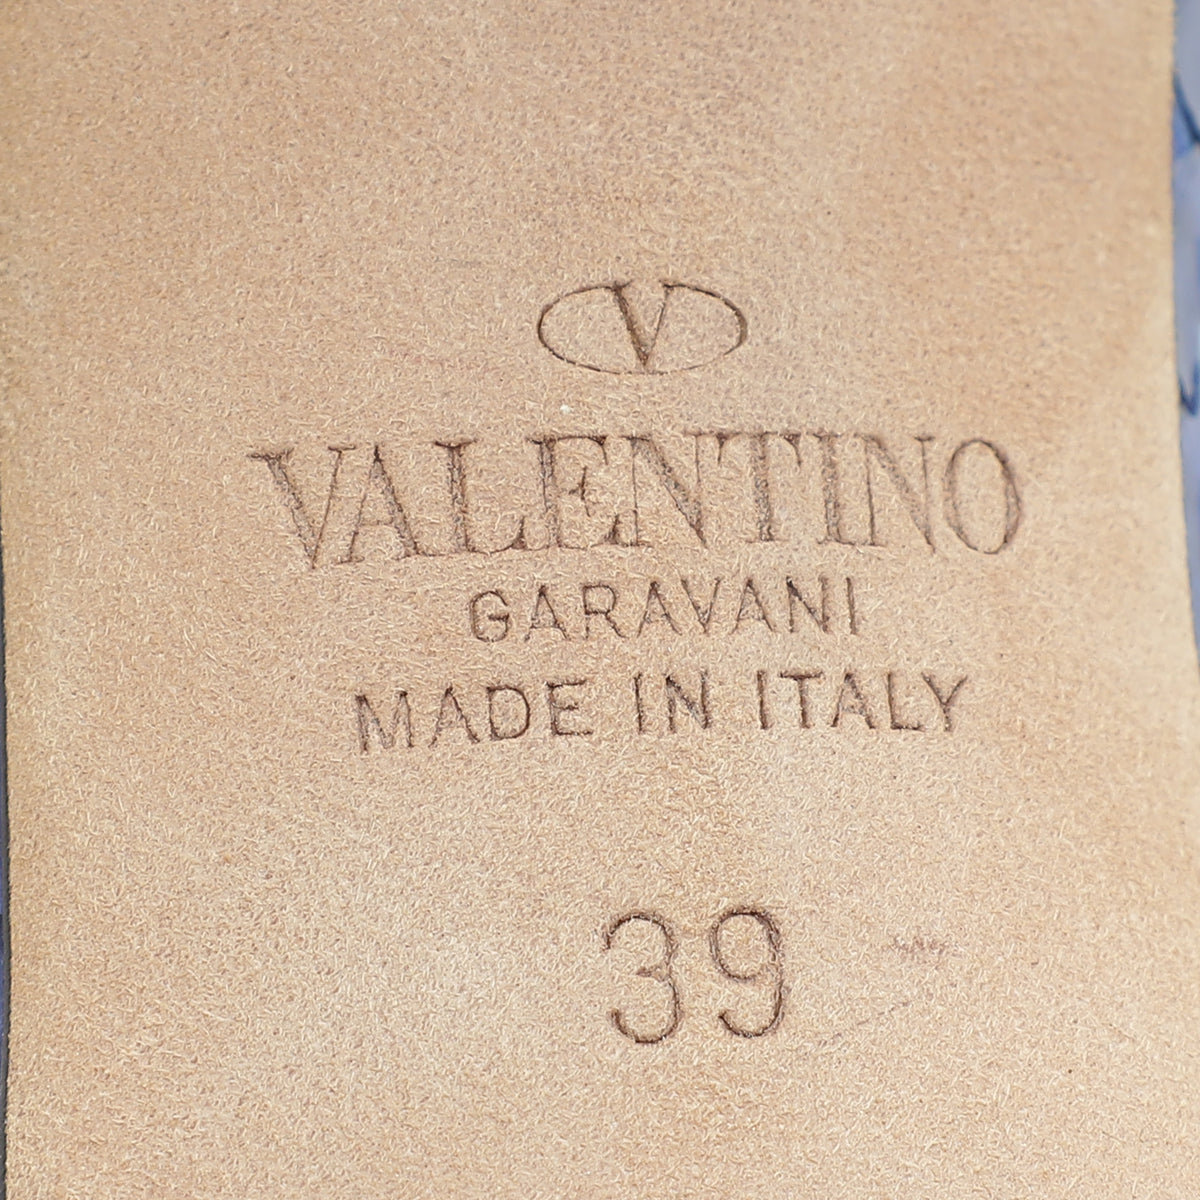 V
VALENTINO
GARAVANI
MADE IN ITALY
39